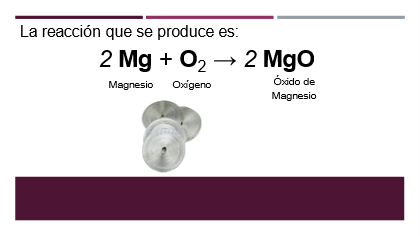 La reacción que se produce es:
2 Mg + O₂ → 2 MgO
Magnesio Oxígeno Óxido de
Magnesio